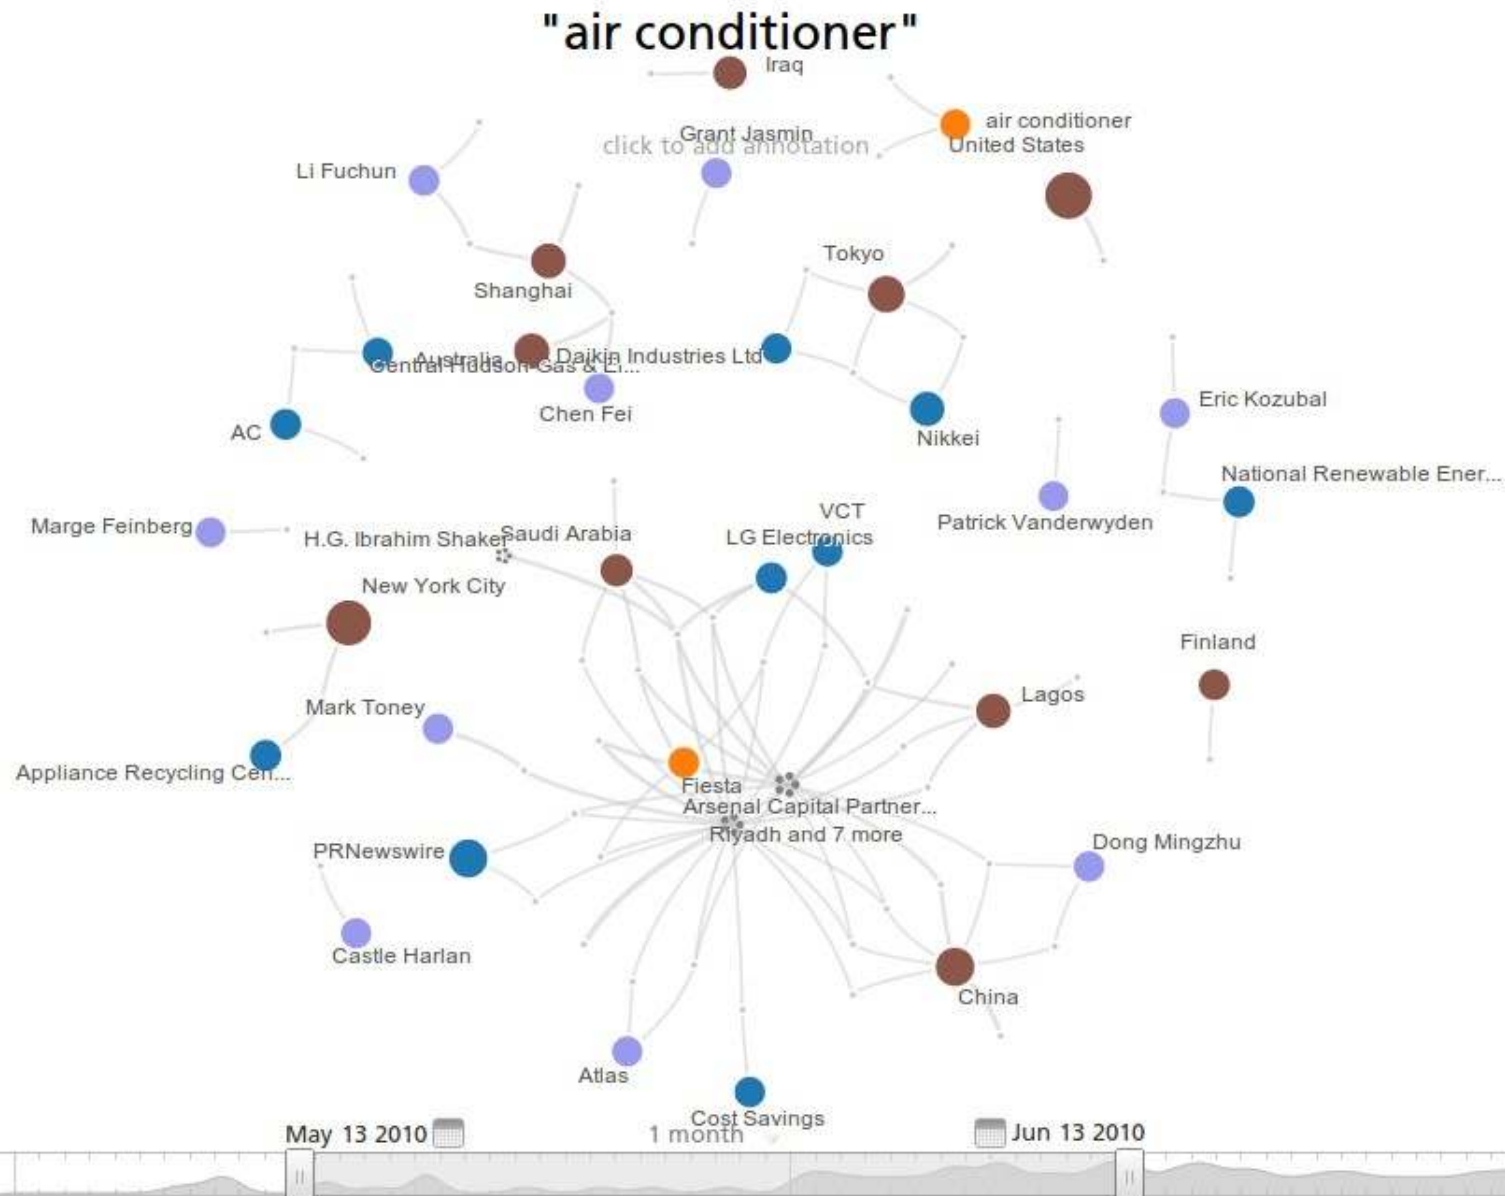 "air conditioner"
Iraq
air conditioner
Grant Jasmin
click to add annotation
United States
Li Fuchun
Tokyo
Shanghai
Australia
Daikin Industries Ltd
Central Hudson Gas & Li...
Chen Fei
Eric Kozubal
AC
Nikkei
National Renewable Ener...
VCT
Patrick Vanderwyden
Marge Feinberg
H.G. Ibrahim Shaker
Saudi Arabia
LG Electronics
New York City
Finland
Lagos
Mark Toney
Appliance Recycling Cen...
Fiesta
Arsenal Capital Partner...
Riyadh and 7 more
Dong Mingzhu
PRNewswire
Castle Harlan
China
Atlas
Cost Savings
May 13 2010
1 month
Jun 13 2010